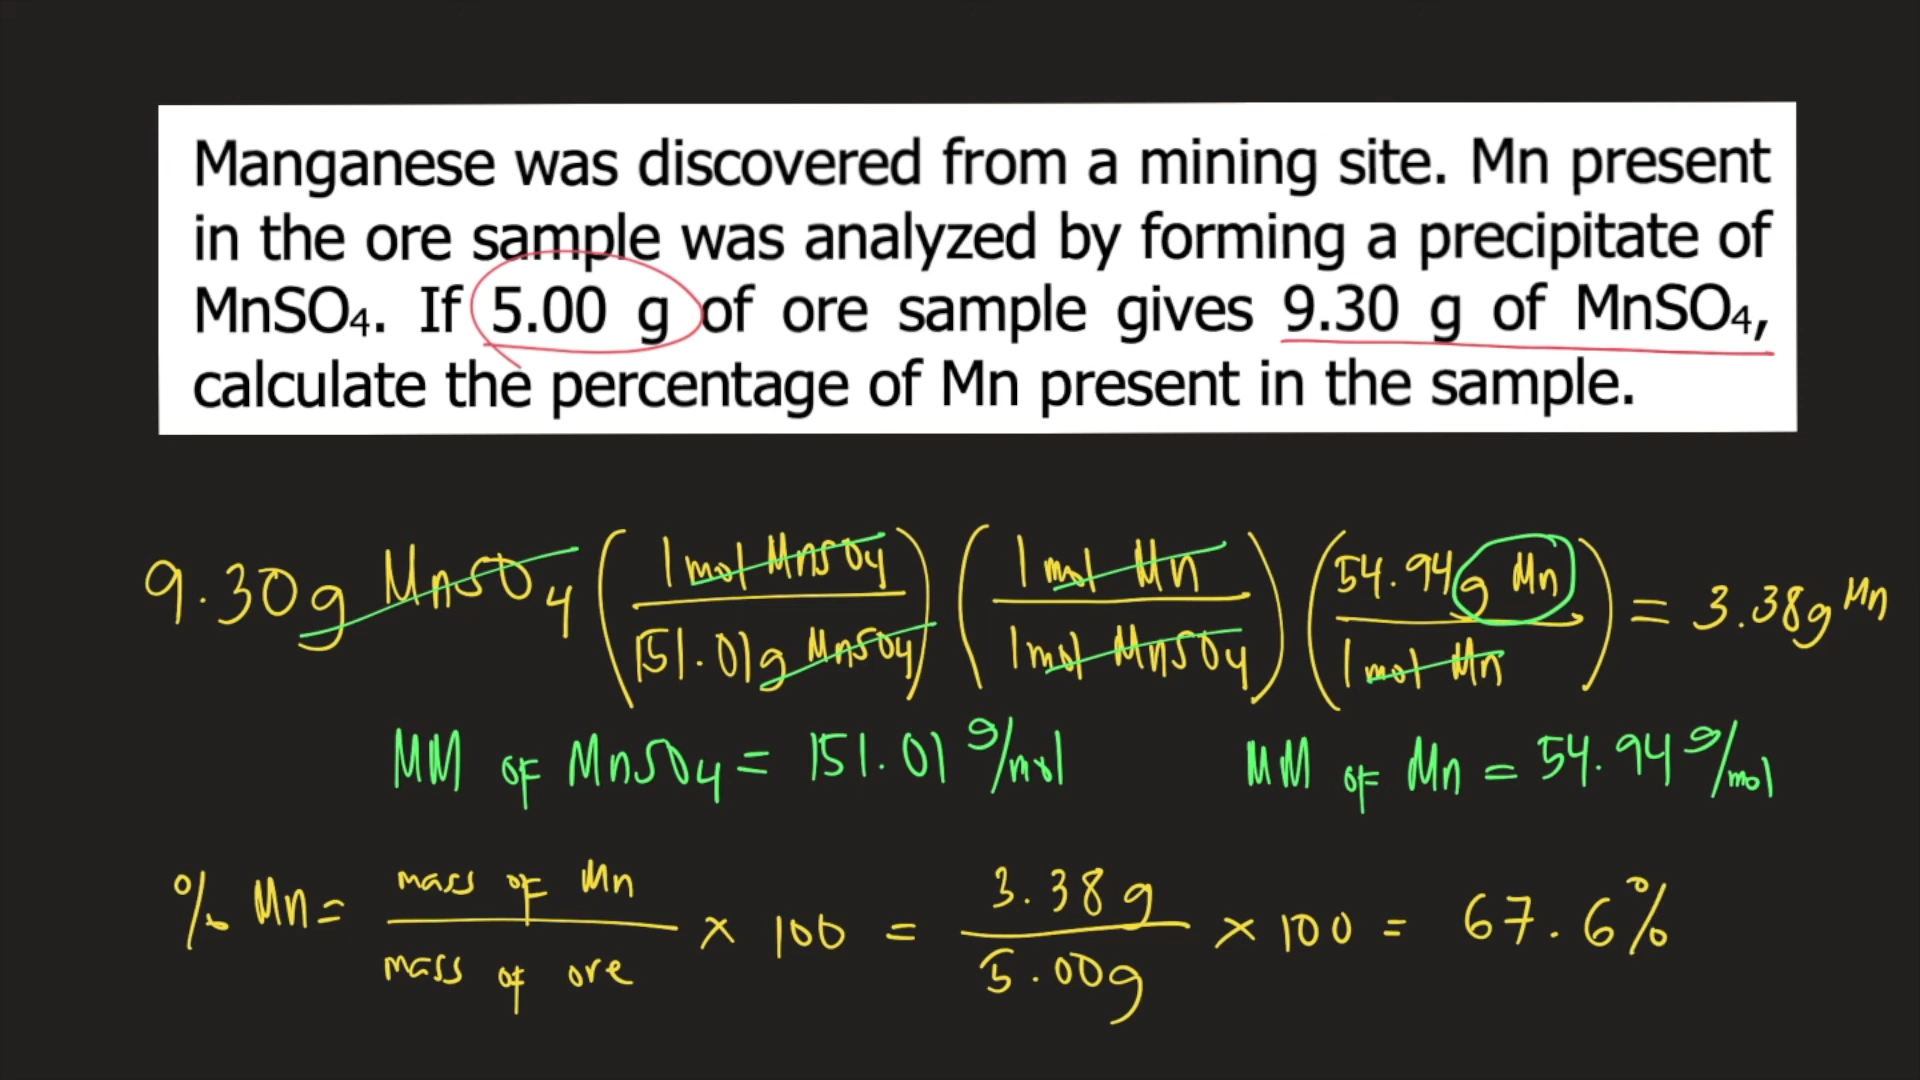 Manganese was discovered from a mining site. Mn present
in the ore sample was analyzed by forming a precipitate of
MnSO₄. If 5.00 g of ore sample gives 9.30 g of MnSO₄,
calculate the percentage of Mn present in the sample.
9.30g MnSO₄ (1 mol MnSO₄ / 151.01g MnSO₄) (1 mol Mn / 1 mol MnSO₄) (54.94g Mn / 1 mol Mn) = 3.38g Mn
MM of MnSO₄ = 151.01 g/mol MM of Mn = 54.94 g/mol
% Mn = mass of Mn / mass of ore × 100 = 3.38g / 5.00g × 100 = 67.6%